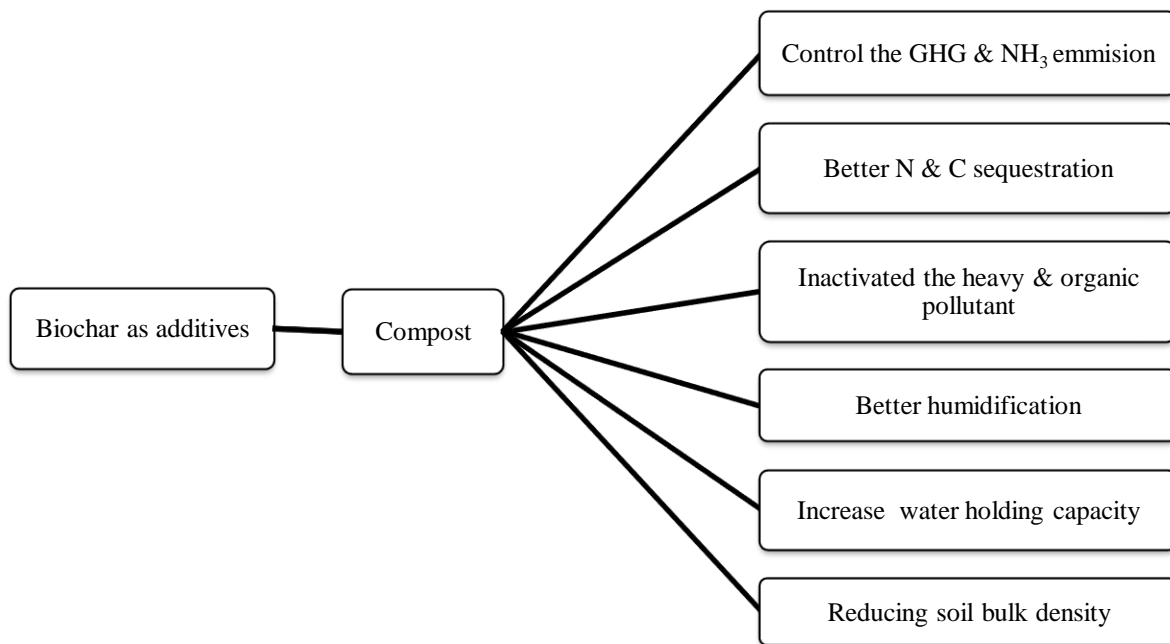 Control the GHG & NH₃ emmision
Better N & C sequestration
Inactivated the heavy & organic
pollutant
Biochar as additives
Compost
Better humidification
Increase water holding capacity
Reducing soil bulk density